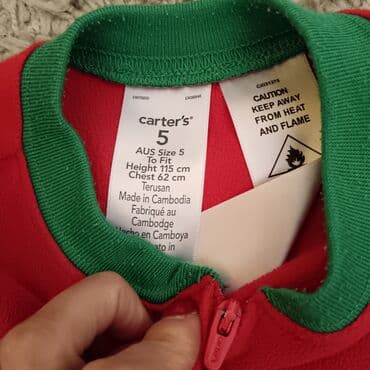 carter's®
5
AUS Size 5
To Fit
Height 115 cm
Chest 62 cm
Terusan
Made in Cambodia
Fabriqué au
Cambodge
Hecho en Camboya
CAUTION
KEEP AWAY
FROM HEAT
AND FLAME
carter's